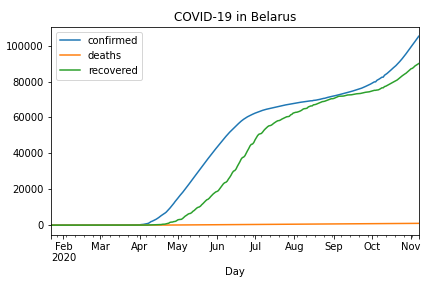 COVID-19 in Belarus
confirmed
deaths
recovered
100000
80000
60000
40000
20000
0
Feb Mar Apr May Jun Jul Aug Sep Oct Nov
2020
Day